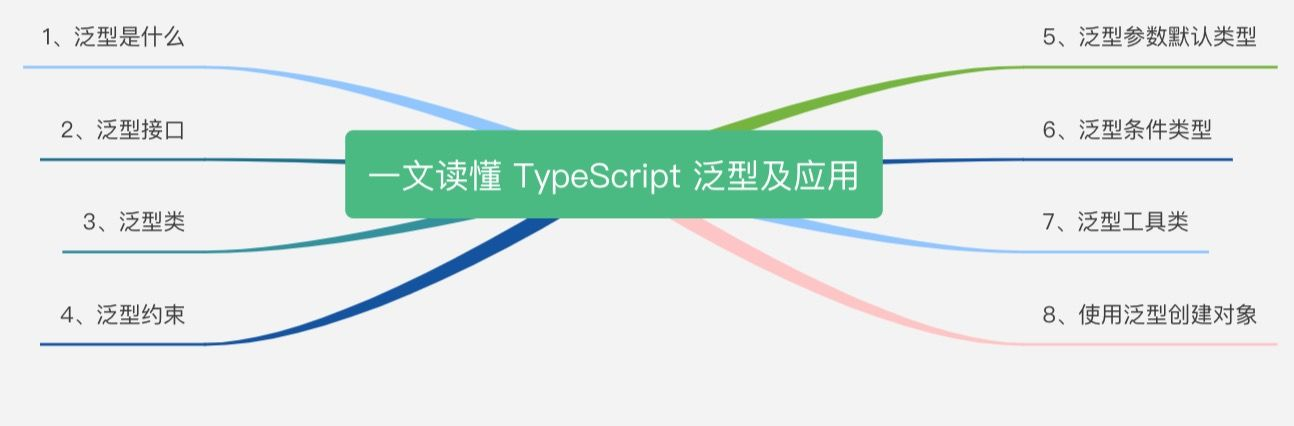 1、泛型是什么
2、泛型接口
3、泛型类
4、泛型约束
一文读懂 TypeScript 泛型及应用
5、泛型参数默认类型
6、泛型条件类型
7、泛型工具类
8、使用泛型创建对象